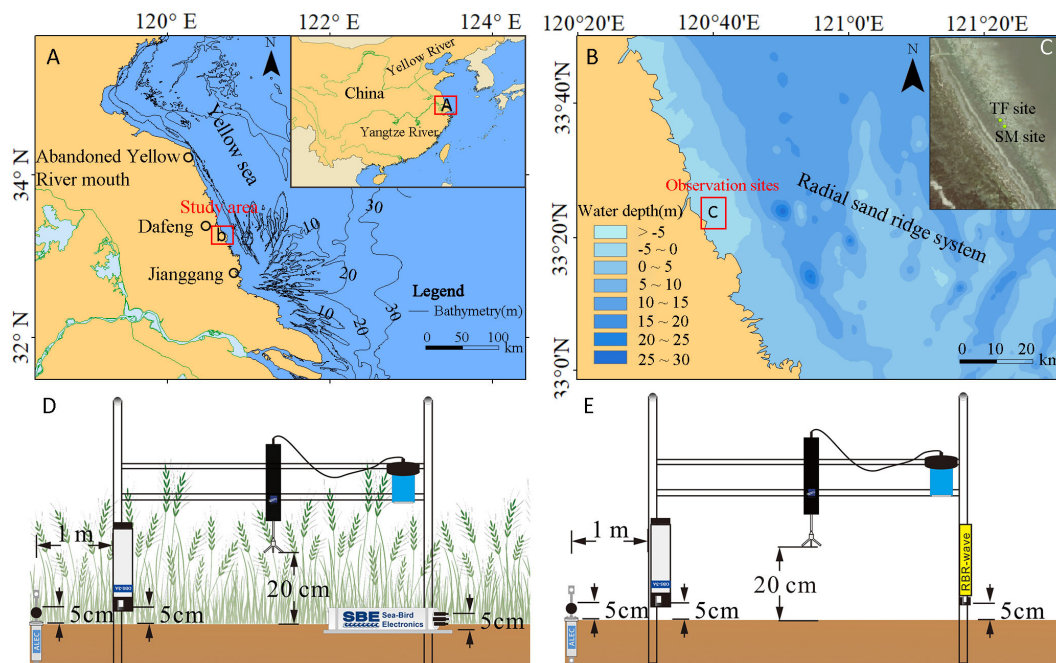 120° E
122° E
124° E
A
N
Yellow River
China
A
Yangtze River
Yellow sea
Abandoned Yellow
River mouth
34° N
Study area
Dafeng
b
Jianggang
10
30
20
10
20
30
Legend
Bathymetry(m)
0 50 100
km
32° N
120° E
122° E
124° E
120°20'E
120°40'E
121°0'E
121°20'E
B
N
C
TF site
SM site
33°40'N
Observation sites
C
Radial sand ridge system
Water depth(m)
> -5
-5 ~ 0
0 ~ 5
5 ~ 10
10 ~ 15
15 ~ 20
20 ~ 25
25 ~ 30
33°20'N
33°0'N
0 10 20
km
D
1 m
20 cm
5cm
5cm
SBE Sea-Bird
Electronics
5cm
ALEC
E
1 m
20 cm
RBR-wave
5cm
5cm
5cm
ALEC